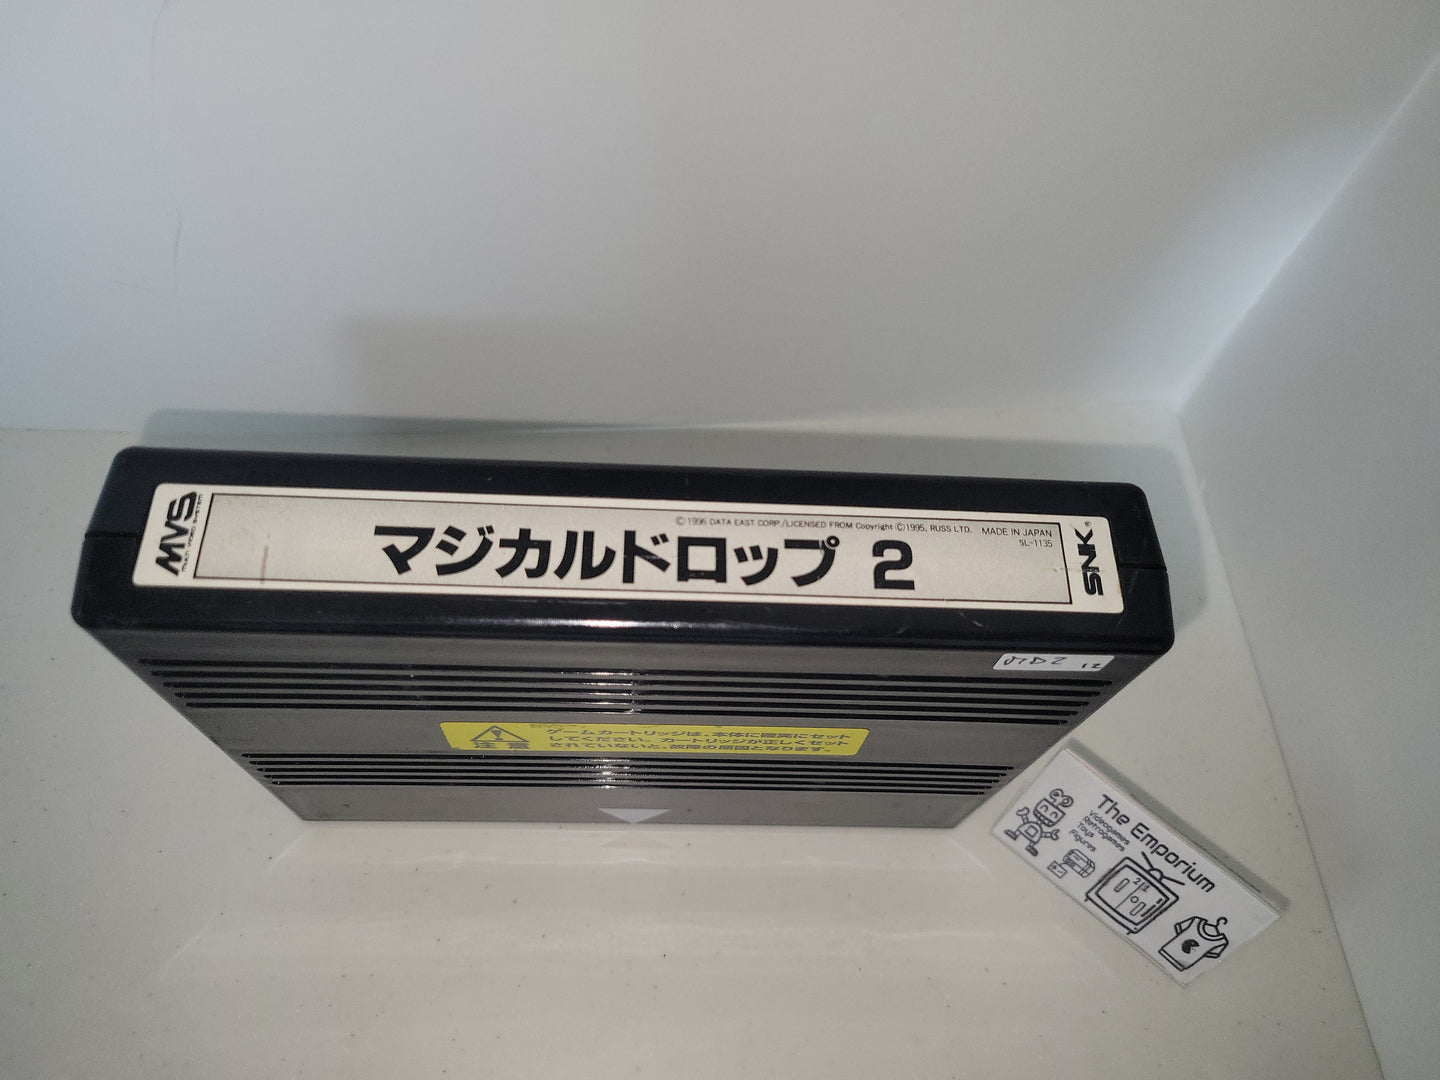 MVS
MULTI VIDEO SYSTEM
©1996 DATA EAST CORP./LICENSED FROM Copyright ©1995, RUSS LTD. MADE IN JAPAN
SL-1135
マジカルドロップ 2
SNK®
MD2 12
注意
ゲームカートリッジは、本体に確実にセット
してください。カートリッジが正しくセット
されていないと、故障の原因となります。
The Emporium
Videogames
Retrogames
Toys
Figures